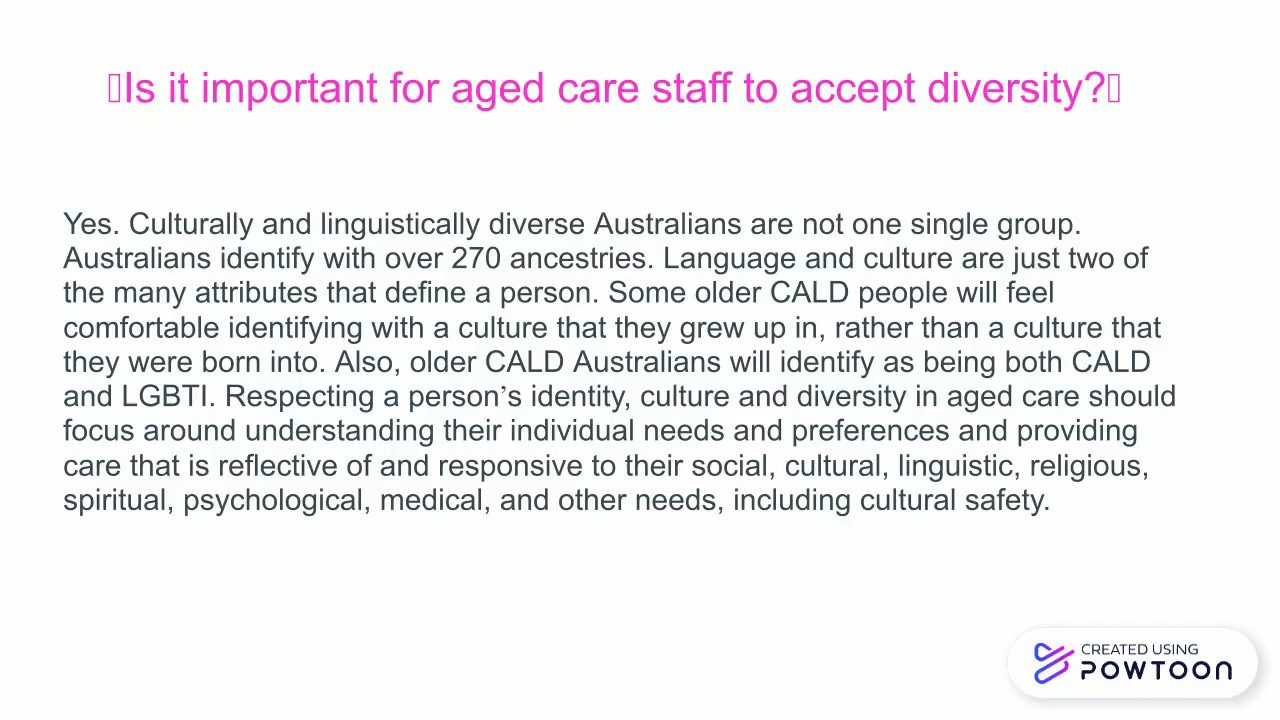 Is it important for aged care staff to accept diversity?
Yes. Culturally and linguistically diverse Australians are not one single group.
Australians identify with over 270 ancestries. Language and culture are just two of
the many attributes that define a person. Some older CALD people will feel
comfortable identifying with a culture that they grew up in, rather than a culture that
they were born into. Also, older CALD Australians will identify as being both CALD
and LGBTI. Respecting a person’s identity, culture and diversity in aged care should
focus around understanding their individual needs and preferences and providing
care that is reflective of and responsive to their social, cultural, linguistic, religious,
spiritual, psychological, medical, and other needs, including cultural safety.
CREATED USING
POWTOON